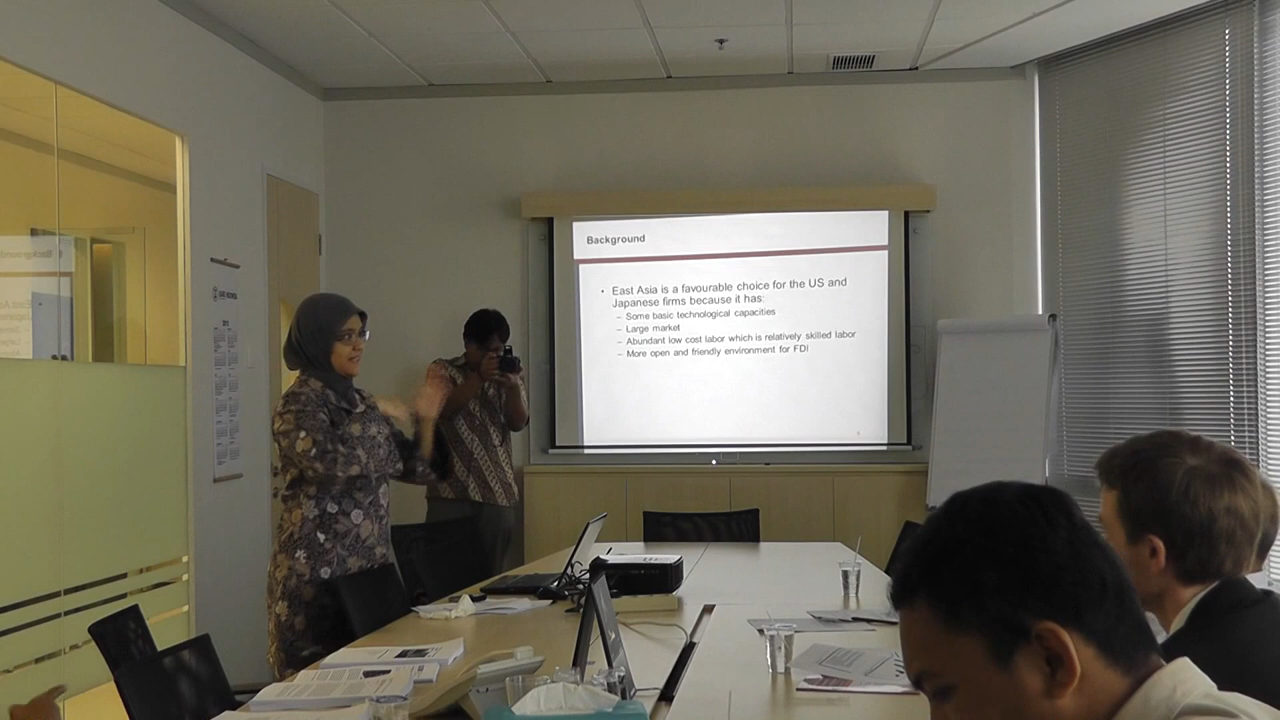 Background
• East Asia is a favourable choice for the US and
Japanese firms because it has:
– Some basic technological capacities
– Large market
– Abundant low cost labor which is relatively skilled labor
– More open and friendly environment for FDI